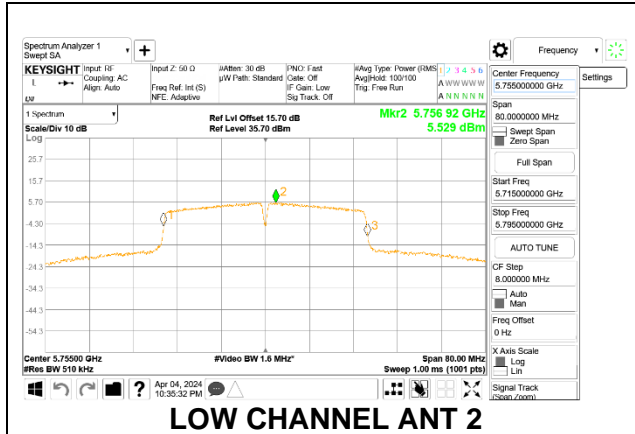 Spectrum Analyzer 1
Swept SA
Frequency
KEYSIGHT
Input: RF
Coupling: AC
Align: Auto
Input Z: 50 Ω
Freq Ref: Int (S)
NFE: Adaptive
#Atten: 30 dB
µW Path: Standard
PNO: Fast
Gate: Off
IF Gain: Low
Sig Track: Off
#Avg Type: Power (RMS
Avg|Hold: 100/100
Trig: Free Run
1 2 3 4 5 6
A W W W W W
A N N N N N
Center Frequency
5.755000000 GHz
Settings
Span
80.0000000 MHz
Swept Span
Zero Span
Full Span
Start Freq
5.715000000 GHz
Stop Freq
5.795000000 GHz
AUTO TUNE
CF Step
8.000000 MHz
Auto
Man
Freq Offset
0 Hz
X Axis Scale
Log
Lin
Signal Track
(Span Zoom)
1 Spectrum
Scale/Div 10 dB
Log
Ref Lvl Offset 15.70 dB
Ref Level 35.70 dBm
Mkr2 5.756 92 GHz
5.529 dBm
25.7
15.7
5.70
-4.30
-14.3
-24.3
-34.3
-44.3
-54.3
1
2
3
Center 5.75500 GHz
#Res BW 510 kHz
#Video BW 1.6 MHz*
Span 80.00 MHz
Sweep 1.00 ms (1001 pts)
?
Apr 04, 2024
10:35:32 PM
LOW CHANNEL ANT 2